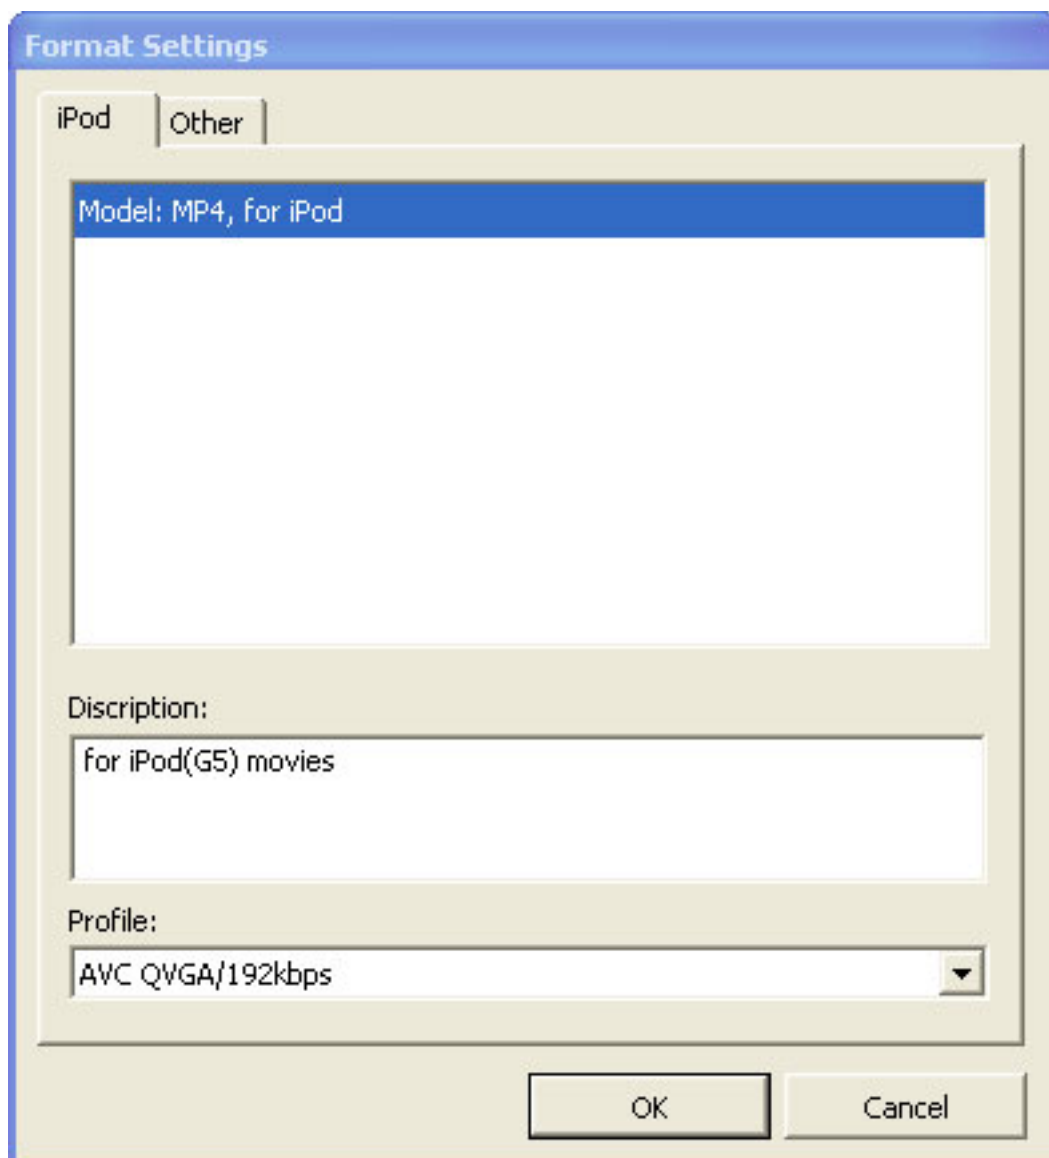 Format Settings
iPod
Other
Model: MP4, for iPod
Discription:
for iPod(G5) movies
Profile:
AVC QVGA/192kbps
OK
Cancel